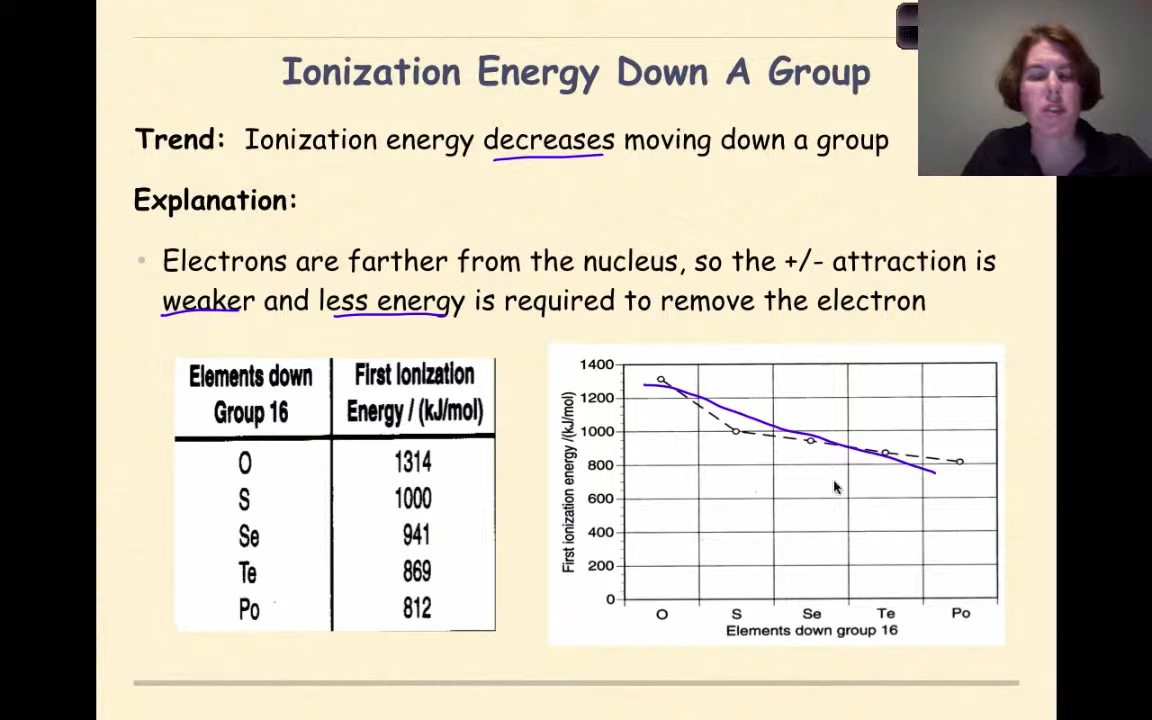 Ionization Energy Down A Group
Trend: Ionization energy decreases moving down a group
Explanation:
• Electrons are farther from the nucleus, so the +/- attraction is
weaker and less energy is required to remove the electron
Elements down First Ionization
Group 16 Energy / (kJ/mol)
O 1314
S 1000
Se 941
Te 869
Po 812
First ionization energy /(kJ/mol)
1400
1200
1000
800
600
400
200
0
O S Se Te Po
Elements down group 16